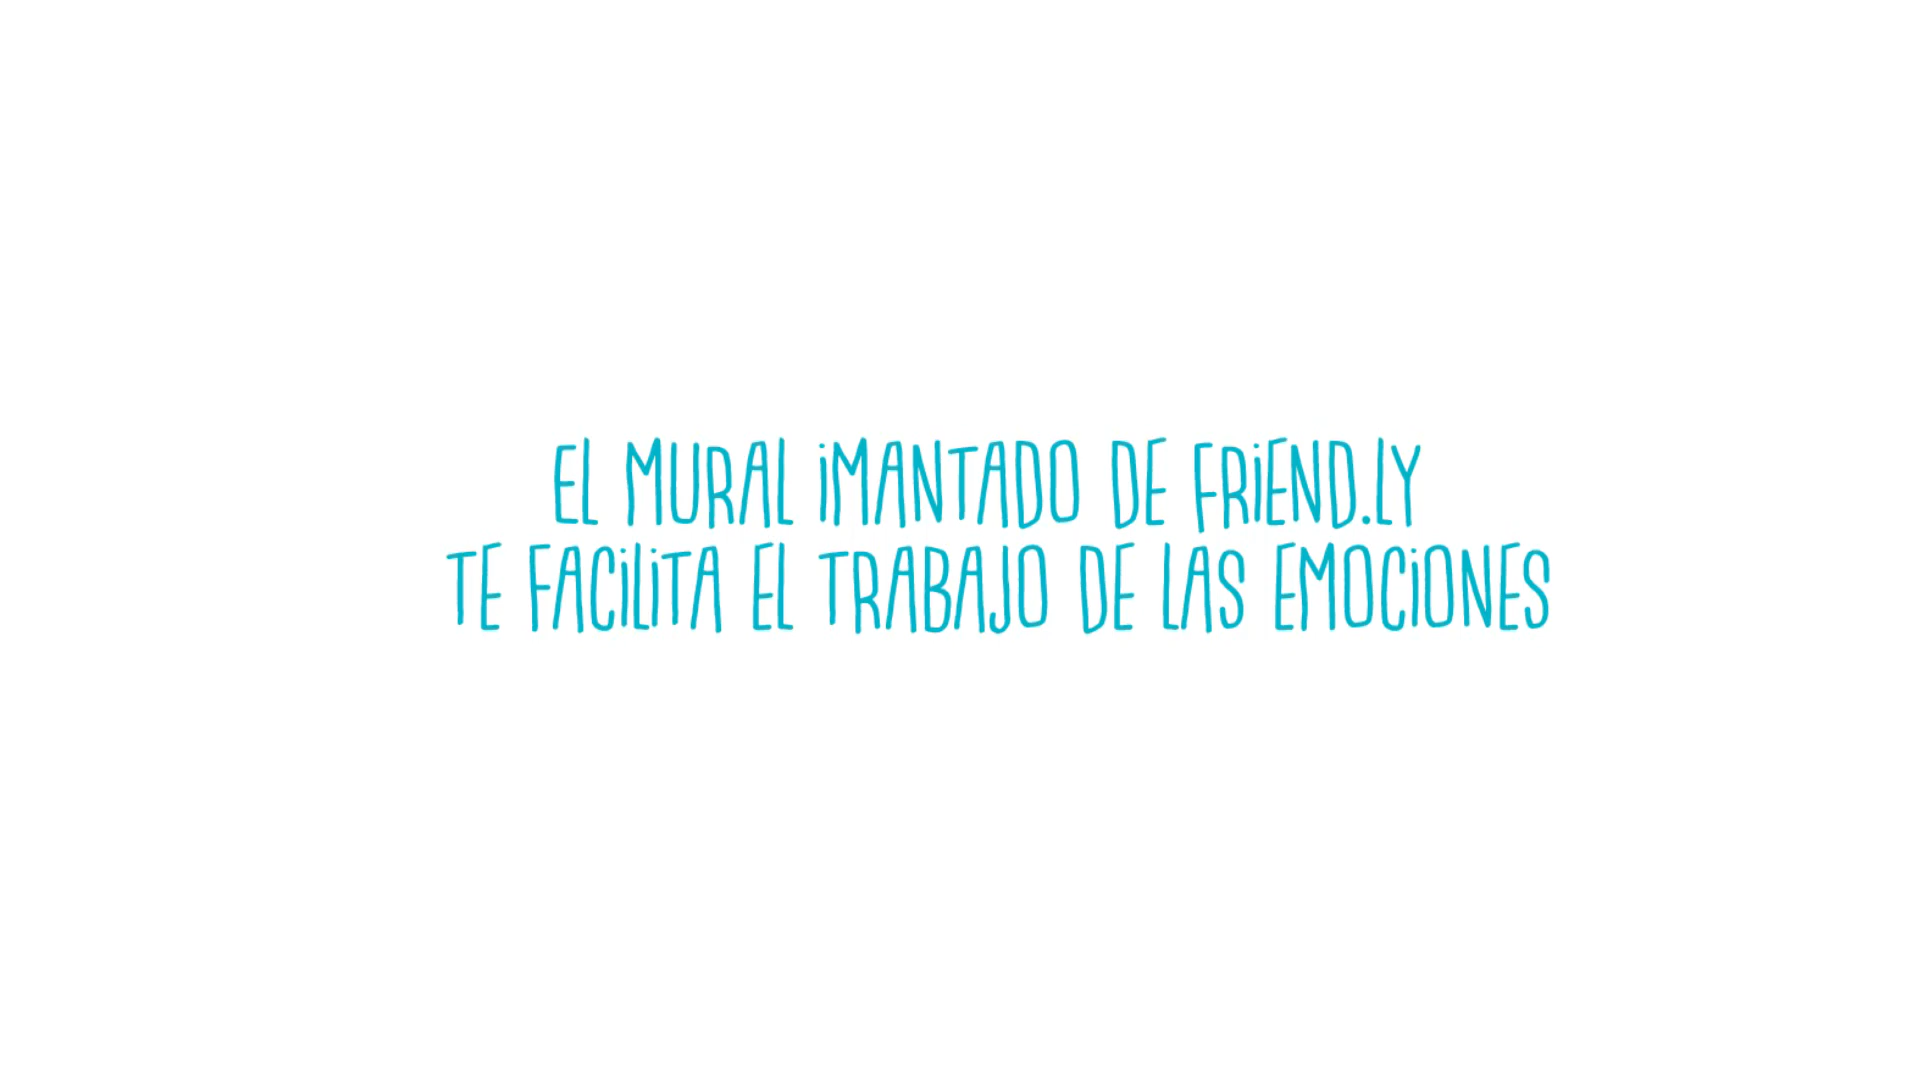 EL MURAL iMANTADO DE FRiEND.LY
TE FACiLiTA EL TRABAJO DE LAS EMOCiONES